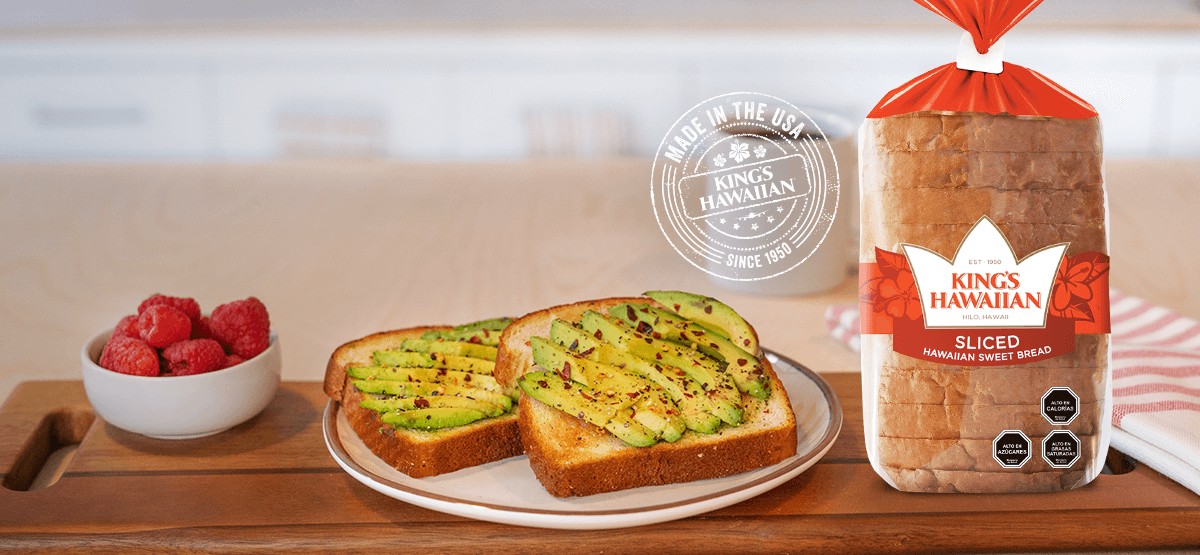 MADE IN THE USA
KING'S
HAWAIIAN
SINCE 1950
EST - 1950
KING'S
HAWAIIAN
HILO, HAWAII
SLICED
HAWAIIAN SWEET BREAD
ALTO EN
CALORÍAS
ALTO EN
AZÚCARES
ALTO EN
GRASAS
SATURADAS